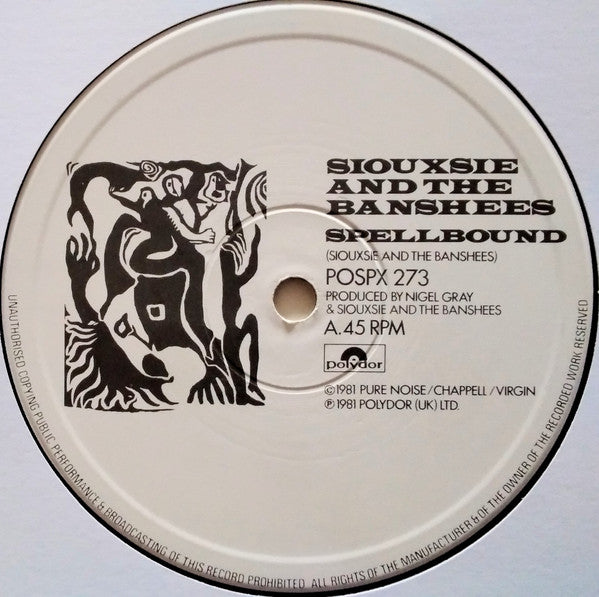 SIOUXSIE
AND THE
BANSHEES
SPELLBOUND
(SIOUXSIE AND THE BANSHEES)
POSPX 273
PRODUCED BY NIGEL GRAY
& SIOUXSIE AND THE BANSHEES
A. 45 RPM
polydor
©1981 PURE NOISE/CHAPPELL/VIRGIN
℗ 1981 POLYDOR (UK) LTD.
UNAUTHORISED COPYING PUBLIC PERFORMANCE & BROADCASTING OF THIS RECORD PROHIBITED. ALL RIGHTS OF THE MANUFACTURER & OF THE OWNER OF THE RECORDED WORK RESERVED